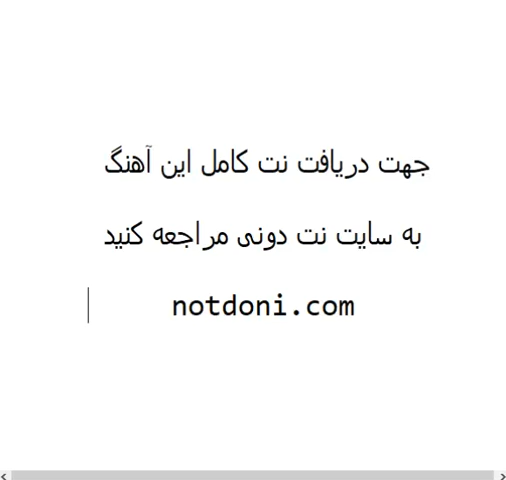 جهت دریافت نت کامل این آهنگ
به سایت نت دونی مراجعه کنید
notdoni.com